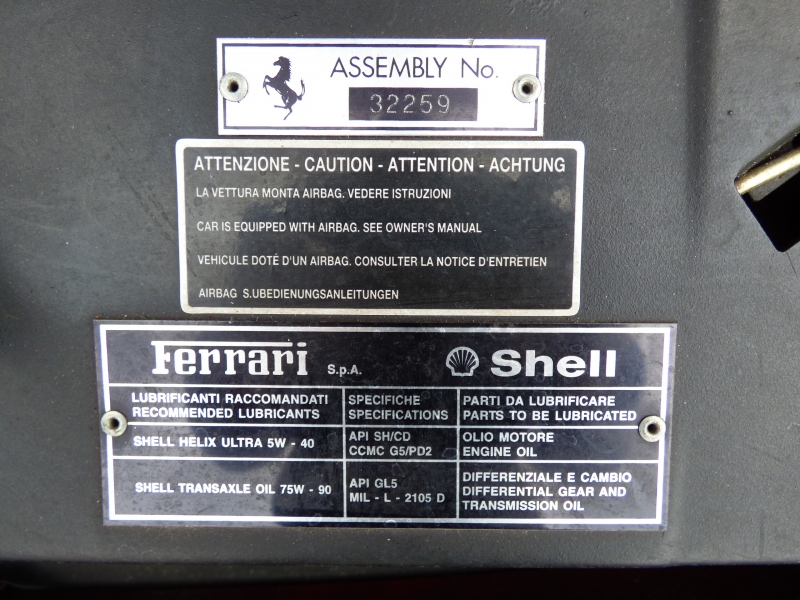 ASSEMBLY No.
32259
ATTENZIONE - CAUTION - ATTENTION - ACHTUNG
LA VETTURA MONTA AIRBAG. VEDERE ISTRUZIONI
CAR IS EQUIPPED WITH AIRBAG. SEE OWNER'S MANUAL
VEHICULE DOTÉ D'UN AIRBAG. CONSULTER LA NOTICE D'ENTRETIEN
AIRBAG S.UBEDIENUNGSANLEITUNGEN
Ferrari S.p.A. Shell
LUBRIFICANTI RACCOMANDATI
RECOMMENDED LUBRICANTS
SPECIFICHE
SPECIFICATIONS
PARTI DA LUBRIFICARE
PARTS TO BE LUBRICATED
SHELL HELIX ULTRA 5W - 40
API SH/CD
CCMC G5/PD2
OLIO MOTORE
ENGINE OIL
SHELL TRANSAXLE OIL 75W - 90
API GL5
MIL - L - 2105 D
DIFFERENZIALE E CAMBIO
DIFFERENTIAL GEAR AND
TRANSMISSION OIL